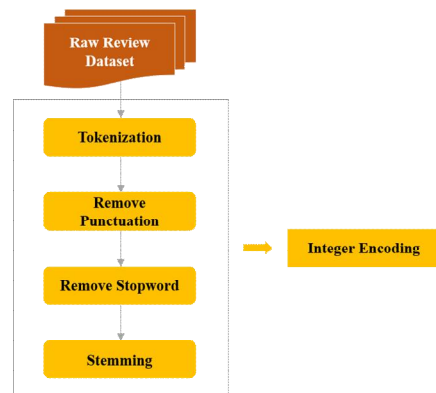 Raw Review
Dataset
Tokenization
Remove
Punctuation
Remove Stopword
Stemming
Integer Encoding